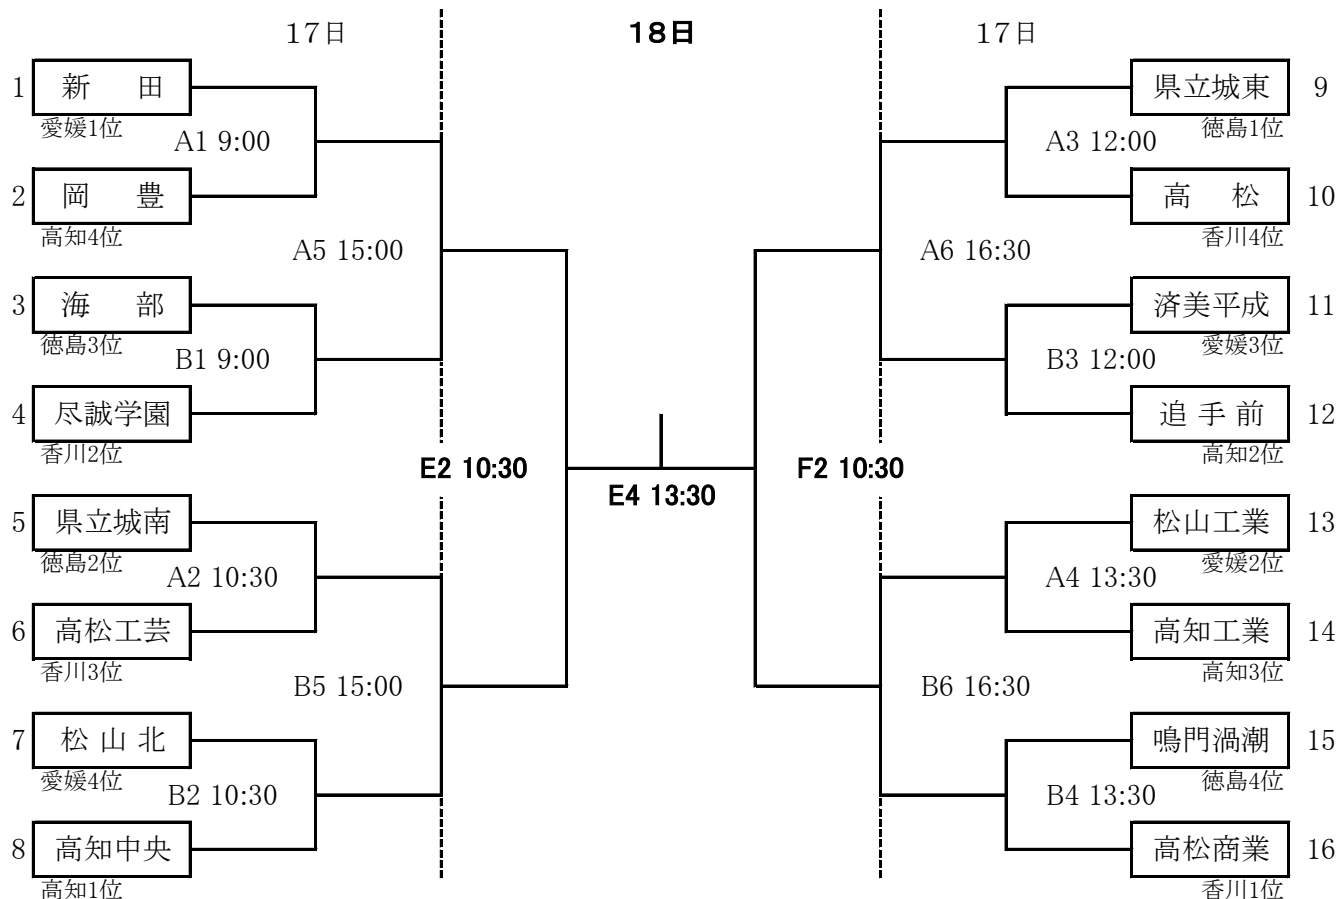 17日
18日
17日
1 新 田
愛媛1位
A1 9:00
2 岡 豊
高知4位
A5 15:00
3 海 部
徳島3位
B1 9:00
4 尽誠学園
香川2位
E2 10:30
5 県立城南
徳島2位
A2 10:30
6 高松工芸
香川3位
B5 15:00
7 松山北
愛媛4位
B2 10:30
8 高知中央
高知1位
E4 13:30
県立城東 9
徳島1位
A3 12:00
高 松 10
香川4位
A6 16:30
済美平成 11
愛媛3位
B3 12:00
追手前 12
高知2位
F2 10:30
松山工業 13
愛媛2位
A4 13:30
高知工業 14
高知3位
B6 16:30
鳴門渦潮 15
徳島4位
B4 13:30
高松商業 16
香川1位